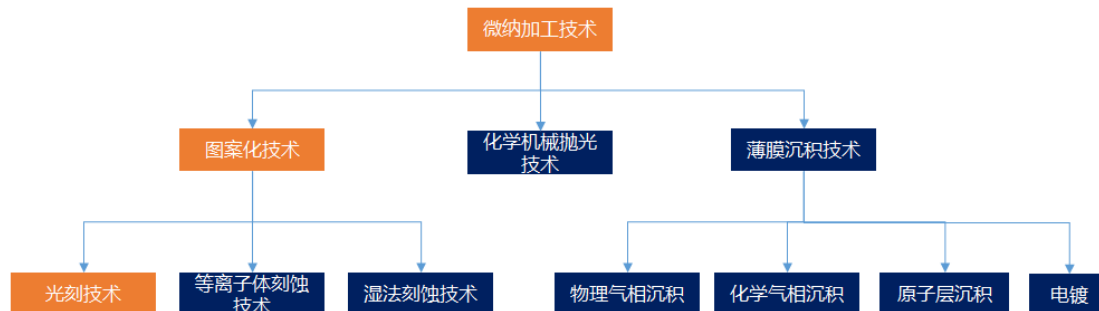 微纳加工技术
图案化技术
化学机械抛光
技术
薄膜沉积技术
光刻技术
等离子体刻蚀
技术
湿法刻蚀技术
物理气相沉积
化学气相沉积
原子层沉积
电镀